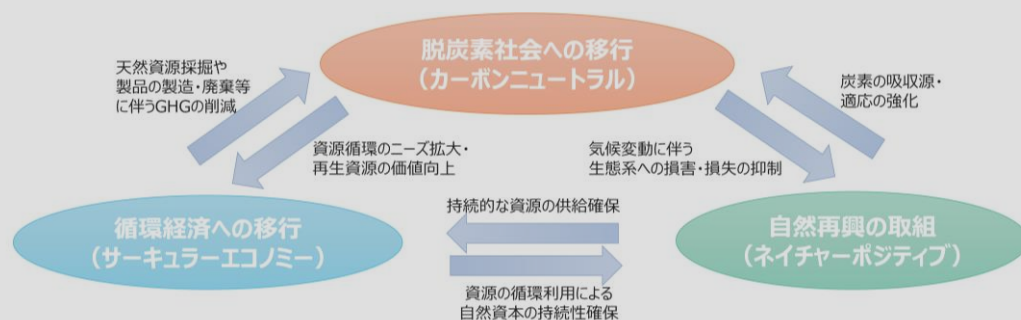 脱炭素社会への移行
（カーボンニュートラル）
天然資源採掘や
製品の製造・廃棄等
に伴うGHGの削減
炭素の吸収源・
適応の強化
資源循環のニーズ拡大・
再生資源の価値向上
気候変動に伴う
生態系への損害・損失の抑制
循環経済への移行
（サーキュラーエコノミー）
持続的な資源の供給確保
自然再興の取組
（ネイチャーポジティブ）
資源の循環利用による
自然資本の持続性確保